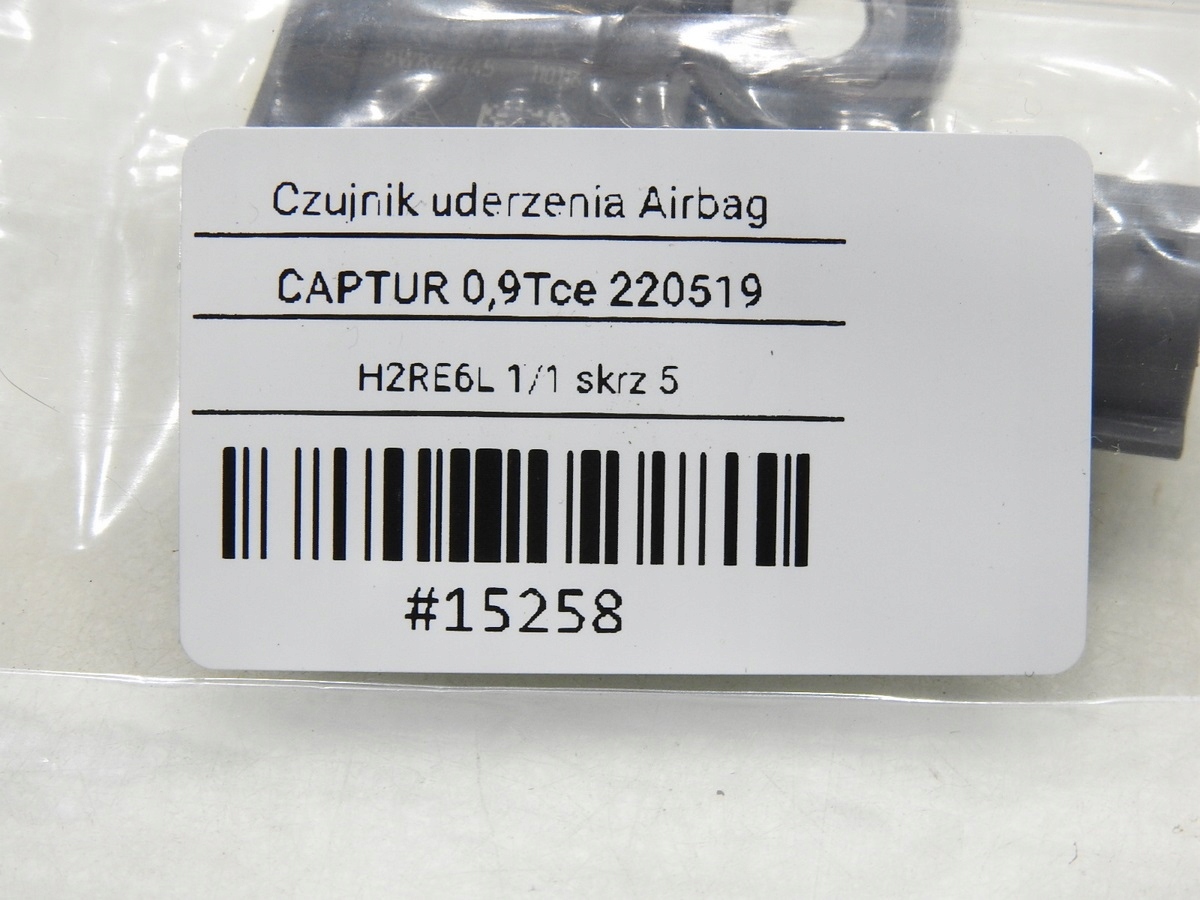 Czujnik uderzenia Airbag
CAPTUR 0,9Tce 220519
H2RE6L 1/1 skrz 5
#15258